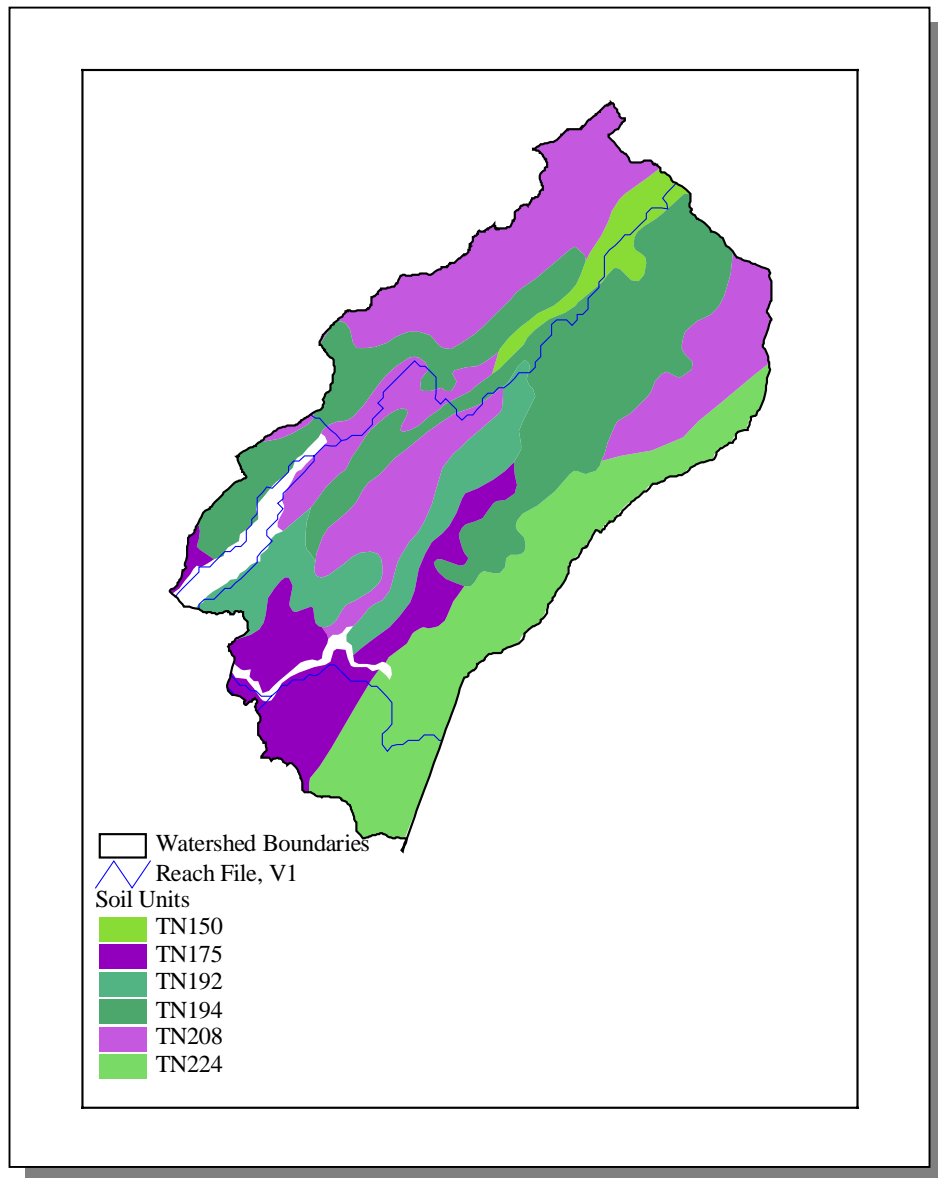 Watershed Boundaries
Reach File, V1
Soil Units
TN150
TN175
TN192
TN194
TN208
TN224